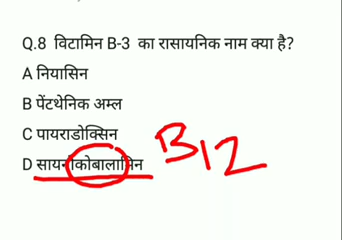 Q.8 विटामिन B-3 का रासायनिक नाम क्या है?
A नियासिन
B पेंटथेनिक अम्ल
C पायराडोक्सिन
D सायनोकोबालामिन
B12